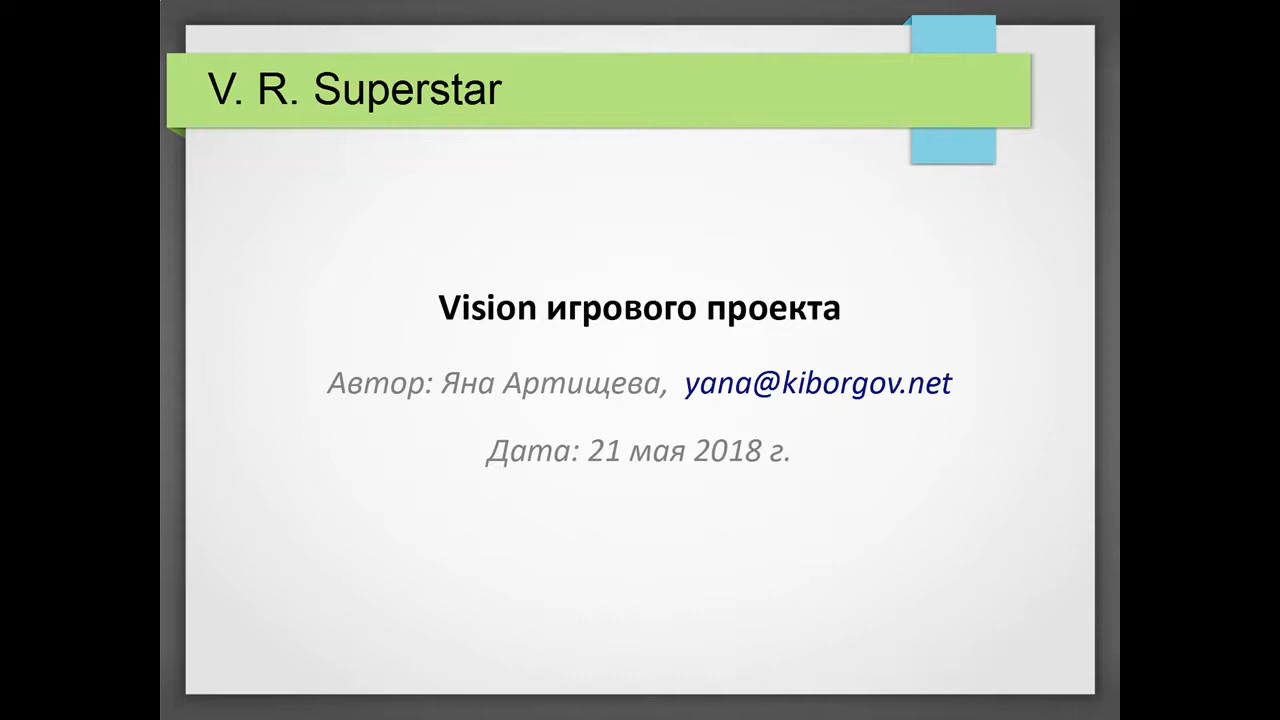 V. R. Superstar
Vision игрового проекта
Автор: Яна Артищева, yana@kiborgov.net
Дата: 21 мая 2018 г.